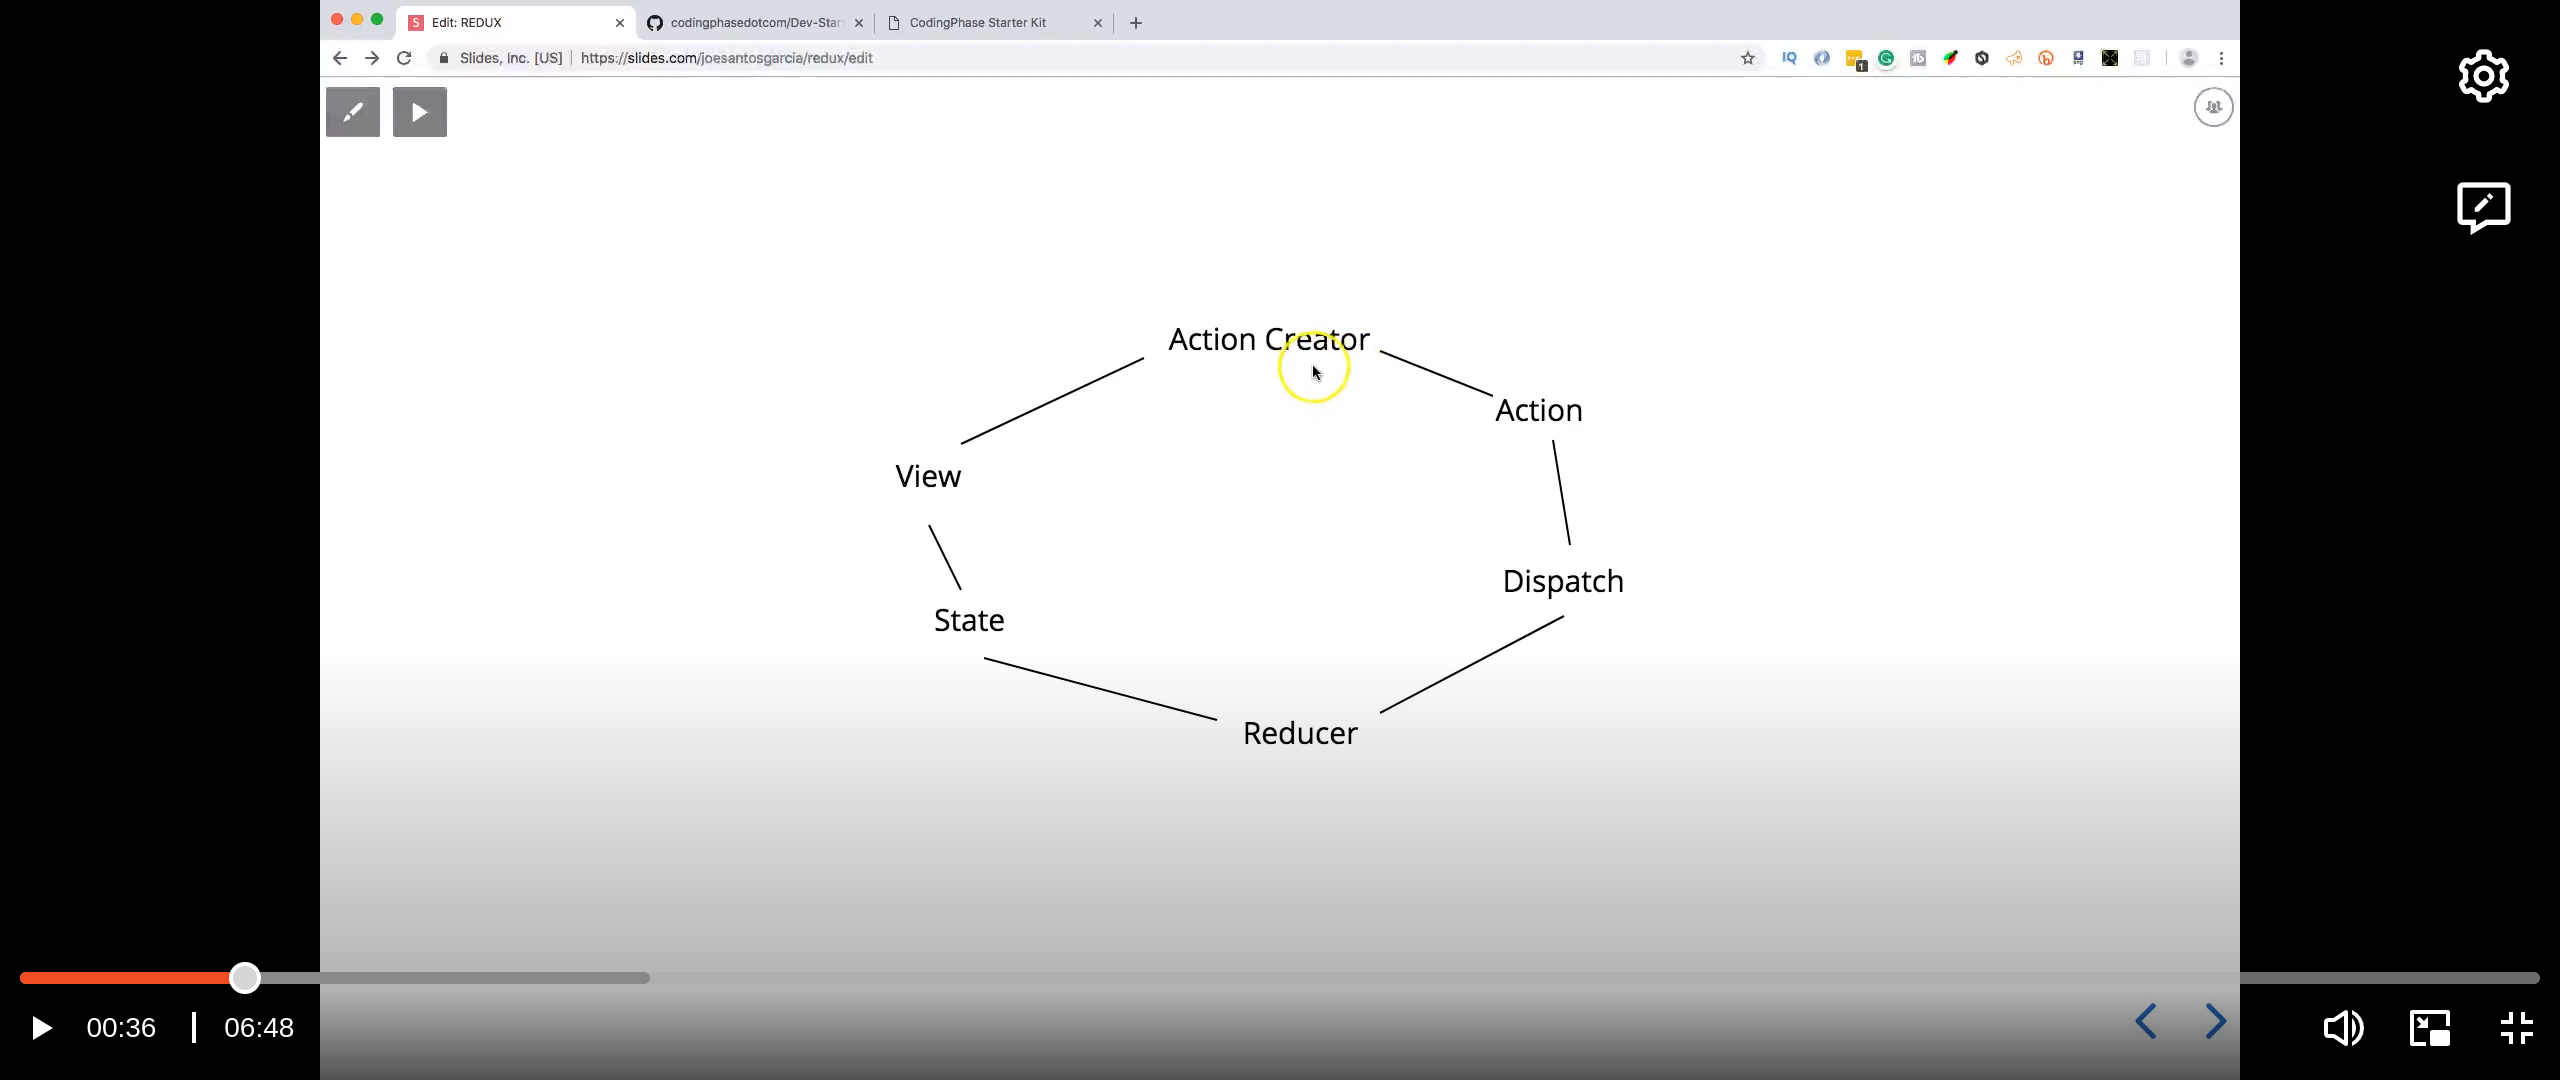 Edit: REDUX
codingphasedotcom/Dev-Star
CodingPhase Starter Kit
Slides, Inc. [US] | https://slides.com/joesantosgarcia/redux/edit
Action Creator
Action
View
Dispatch
State
Reducer
00:36 | 06:48